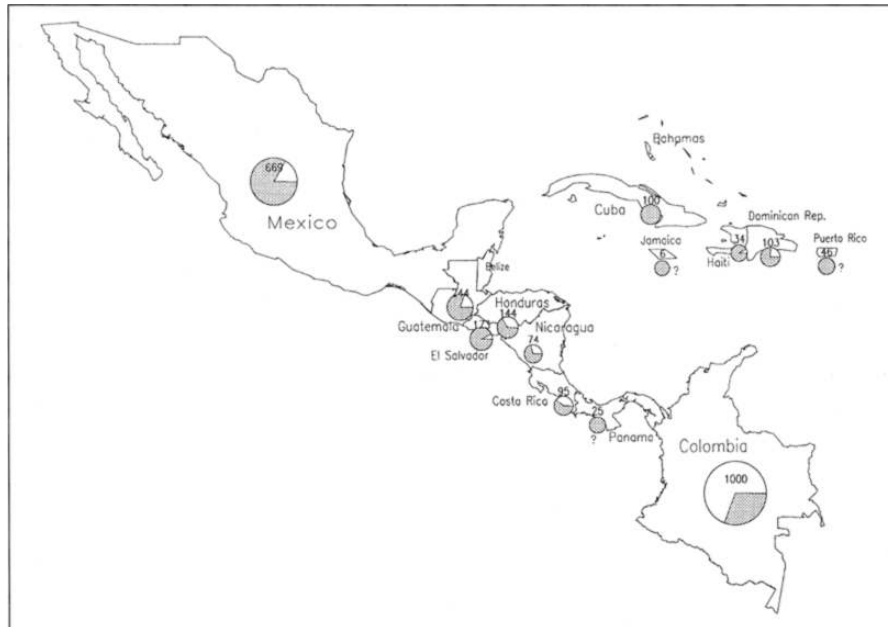 Bahamas
669
Mexico
100
Cuba
Dominican Rep.
Jamaica
6
?
34
Haiti
103
Puerto Rico
46
?
Belize
244
Guatemala
Honduras
144
173
El Salvador
Nicaragua
74
95
Costa Rica
25
?
Panama
Colombia
1000